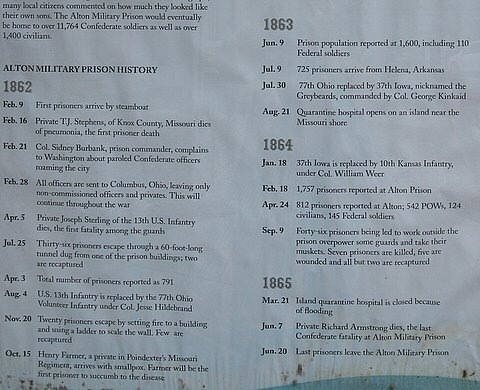 many local citizens commented on how much they looked like
their own sons. The Alton Military Prison would eventually
be home to over 11,764 Confederate soldiers as well as over
1,400 civilians.
ALTON MILITARY PRISON HISTORY
1862
Feb. 9 First prisoners arrive by steamboat
Feb. 16 Private T.J. Stephens, of Knox County, Missouri dies
of pneumonia, the first prisoner death
Feb. 21 Col. Sidney Burbank, prison commander, complains
to Washington about paroled Confederate officers
roaming the city
Feb. 28 All officers are sent to Columbus, Ohio, leaving only
non-commissioned officers and privates. This will
continue throughout the war
Apr. 5 Private Joseph Sterling of the 13th U.S. Infantry
dies, the first fatality among the guards
Jul. 25 Thirty-six prisoners escape through a 60-foot-long
tunnel dug from one of the prison buildings; two
are recaptured
Apr. 3 Total number of prisoners reported as 791
Aug. 4 U.S. 13th Infantry is replaced by the 77th Ohio
Volunteer Infantry under Col. Jesse Hildebrand
Nov. 20 Twenty prisoners escape by setting fire to a building
and using a ladder to scale the wall. Few are
recaptured
Oct. 15 Henry Farmer, a private in Poindexter's Missouri
Regiment, arrives with smallpox. Farmer will be the
first prisoner to succumb to the disease
1863
Jun. 9 Prison population reported at 1,600, including 110
Federal soldiers
Jul. 9 725 prisoners arrive from Helena, Arkansas
Jul. 30 77th Ohio replaced by 37th Iowa, nicknamed the
Greybeards, commanded by Col. George Kinkaid
Aug. 21 Quarantine hospital opens on an island near the
Missouri shore
1864
Jan. 18 37th Iowa is replaced by 10th Kansas Infantry,
under Col. William Weer
Feb. 18 1,757 prisoners reported at Alton Prison
Apr. 24 812 prisoners reported at Alton; 542 POWs, 124
civilians, 145 Federal soldiers
Sep. 9 Forty-six prisoners being led to work outside the
prison overpower some guards and take their
muskets. Seven prisoners are killed, five are
wounded and all but two are recaptured
1865
Mar. 21 Island quarantine hospital is closed because
of flooding
Jun. 7 Private Richard Armstrong dies, the last
Confederate fatality at Alton Military Prison
Jun. 20 Last prisoners leave the Alton Military Prison